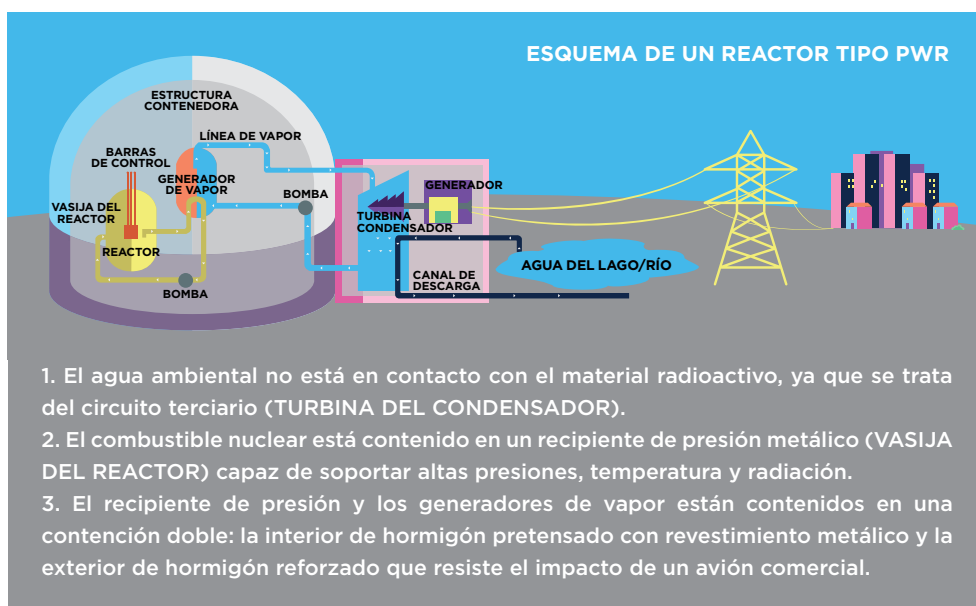 ESQUEMA DE UN REACTOR TIPO PWR
ESTRUCTURA
CONTENEDORA
LÍNEA DE VAPOR
BARRAS
DE CONTROL
GENERADOR
DE VAPOR
BOMBA
GENERADOR
VASIJA DEL
REACTOR
TURBINA
CONDENSADOR
REACTOR
AGUA DEL LAGO/RÍO
CANAL DE
DESCARGA
BOMBA
1. El agua ambiental no está en contacto con el material radioactivo, ya que se trata
del circuito terciario (TURBINA DEL CONDENSADOR).
2. El combustible nuclear está contenido en un recipiente de presión metálico (VASIJA
DEL REACTOR) capaz de soportar altas presiones, temperatura y radiación.
3. El recipiente de presión y los generadores de vapor están contenidos en una
contención doble: la interior de hormigón pretensado con revestimiento metálico y la
exterior de hormigón reforzado que resiste el impacto de un avión comercial.